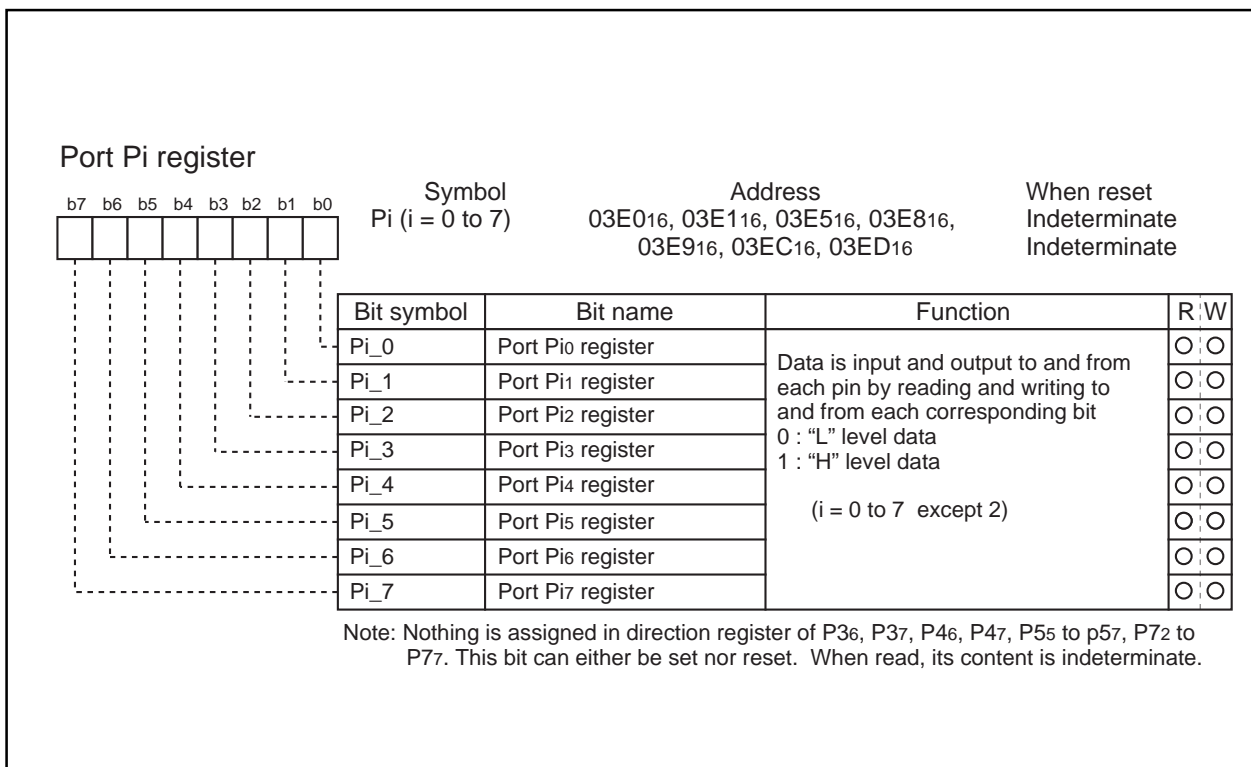 Port Pi register
b7 b6 b5 b4 b3 b2 b1 b0
Symbol Address When reset
Pi (i = 0 to 7) 03E016, 03E116, 03E516, 03E816, Indeterminate
03E916, 03EC16, 03ED16 Indeterminate
Bit symbol Bit name Function R W
Pi_0 Port Pi0 register
Pi_1 Port Pi1 register
Pi_2 Port Pi2 register
Pi_3 Port Pi3 register
Pi_4 Port Pi4 register
Pi_5 Port Pi5 register
Pi_6 Port Pi6 register
Pi_7 Port Pi7 register
Data is input and output to and from
each pin by reading and writing to
and from each corresponding bit
0 : “L” level data
1 : “H” level data
(i = 0 to 7 except 2)
Note: Nothing is assigned in direction register of P36, P37, P46, P47, P55 to p57, P72 to
P77. This bit can either be set nor reset. When read, its content is indeterminate.